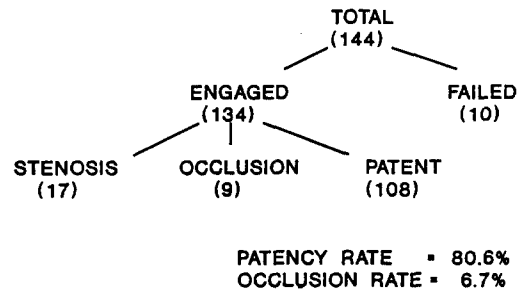 TOTAL
(144)
ENGAGED FAILED
(134) (10)
STENOSIS OCCLUSION PATENT
(17) (9) (108)
PATENCY RATE = 80.6%
OCCLUSION RATE = 6.7%